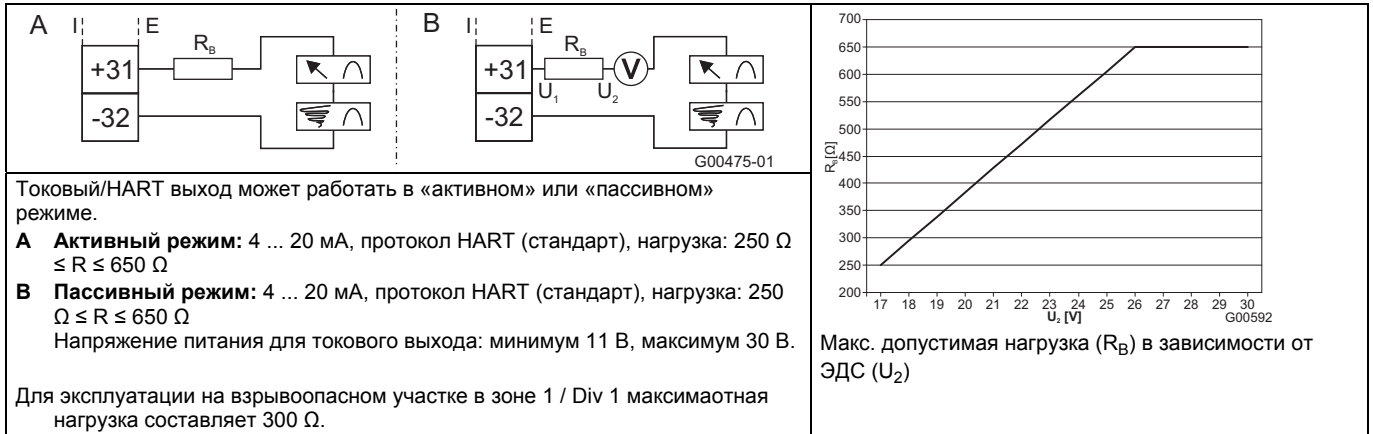 A I E
+31
-32
R_B
B I E
+31
-32
R_B
V
U₁ U₂
G00475-01
Токовый/HART выход может работать в «активном» или «пассивном»
режиме.
A Активный режим: 4 ... 20 мА, протокол HART (стандарт), нагрузка: 250 Ω
≤ R ≤ 650 Ω
B Пассивный режим: 4 ... 20 мА, протокол HART (стандарт), нагрузка: 250
Ω ≤ R ≤ 650 Ω
Напряжение питания для токового выхода: минимум 11 В, максимум 30 В.
Для эксплуатации на взрывоопасном участке в зоне 1 / Div 1 максимаотная
нагрузка составляет 300 Ω.
700
650
600
550
500
450
400
350
300
250
200
R_B[Ω]
17 18 19 20 21 22 23 24 25 26 27 28 29 30
U₂ [V]
G00592
Макс. допустимая нагрузка (R_B) в зависимости от
ЭДС (U₂)